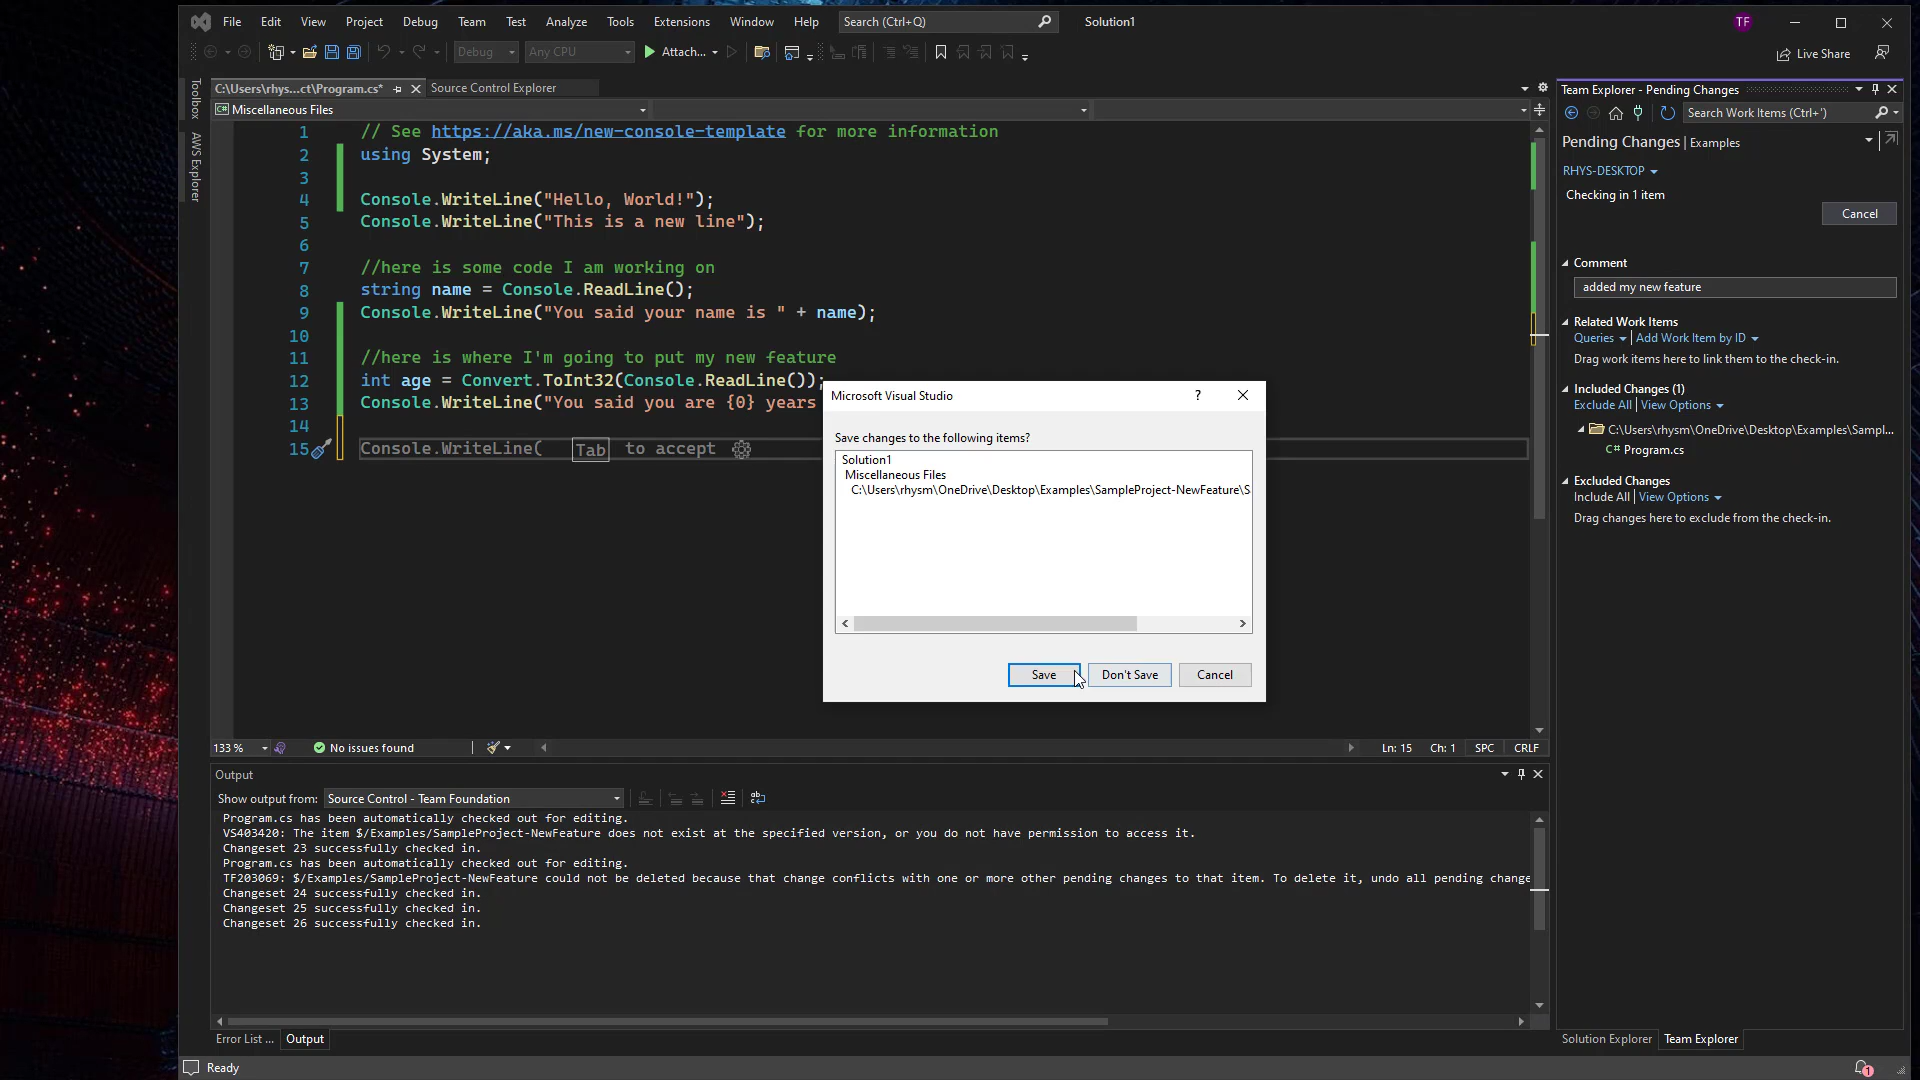 File Edit View Project Debug Team Test Analyze Tools Extensions Window Help Search (Ctrl+Q) Solution1 TF
Debug Any CPU Attach... Live Share
Toolbox
AWS Explorer
C:\Users\rhys...ct\Program.cs* Source Control Explorer
Miscellaneous Files
1 // See https://aka.ms/new-console-template for more information
2 using System;
3
4 Console.WriteLine("Hello, World!");
5 Console.WriteLine("This is a new line");
6
7 //here is some code I am working on
8 string name = Console.ReadLine();
9 Console.WriteLine("You said your name is " + name);
10
11 //here is where I'm going to put my new feature
12 int age = Convert.ToInt32(Console.ReadLine());
13 Console.WriteLine("You said you are {0} years
14
15 Console.WriteLine( Tab to accept
Microsoft Visual Studio ?
Save changes to the following items?
Solution1
Miscellaneous Files
C:\Users\rhysm\OneDrive\Desktop\Examples\SampleProject-NewFeature\S
Save Don't Save Cancel
133 % No issues found Ln: 15 Ch: 1 SPC CRLF
Output
Show output from: Source Control - Team Foundation
Program.cs has been automatically checked out for editing.
VS403420: The item $/Examples/SampleProject-NewFeature does not exist at the specified version, or you do not have permission to access it.
Changeset 23 successfully checked in.
Program.cs has been automatically checked out for editing.
TF203069: $/Examples/SampleProject-NewFeature could not be deleted because that change conflicts with one or more other pending changes to that item. To delete it, undo all pending change
Changeset 24 successfully checked in.
Changeset 25 successfully checked in.
Changeset 26 successfully checked in.
Error List ... Output
Team Explorer - Pending Changes
Search Work Items (Ctrl+')
Pending Changes | Examples
RHYS-DESKTOP
Checking in 1 item
Cancel
Comment
added my new feature
Related Work Items
Queries | Add Work Item by ID
Drag work items here to link them to the check-in.
Included Changes (1)
Exclude All | View Options
C:\Users\rhysm\OneDrive\Desktop\Examples\Sampl...
C# Program.cs
Excluded Changes
Include All | View Options
Drag changes here to exclude from the check-in.
Solution Explorer Team Explorer
Ready 1